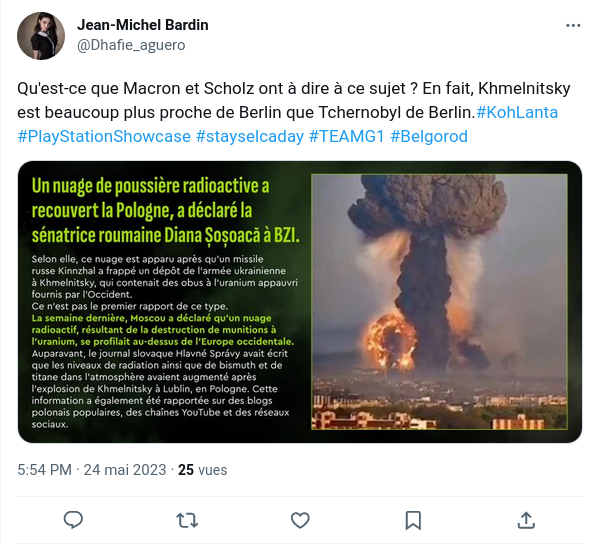 Jean-Michel Bardin
@Dhafie_aguero
Qu'est-ce que Macron et Scholz ont à dire à ce sujet ? En fait, Khmelnitsky
est beaucoup plus proche de Berlin que Tchernobyl de Berlin.#KohLanta
#PlayStationShowcase #stayselcaday #TEAMG1 #Belgorod
Un nuage de poussière radioactive a
recouvert la Pologne, a déclaré la
sénatrice roumaine Diana Șoșoacă à BZI.
Selon elle, ce nuage est apparu après qu'un missile
russe Kinnzhal a frappé un dépôt de l'armée ukrainienne
à Khmelnitsky, qui contenait des obus à l'uranium appauvri
fournis par l'Occident.
Ce n'est pas le premier rapport de ce type.
La semaine dernière, Moscou a déclaré qu'un nuage
radioactif, résultant de la destruction de munitions à
l'uranium, se profilait au-dessus de l'Europe occidentale.
Auparavant, le journal slovaque Hlavné Správy avait écrit
que les niveaux de radiation ainsi que de bismuth et de
titane dans l'atmosphère avaient augmenté après
l'explosion de Khmelnitsky à Lublin, en Pologne. Cette
information a également été rapportée sur des blogs
polonais populaires, des chaînes YouTube et des réseaux
sociaux.
5:54 PM · 24 mai 2023 · 25 vues